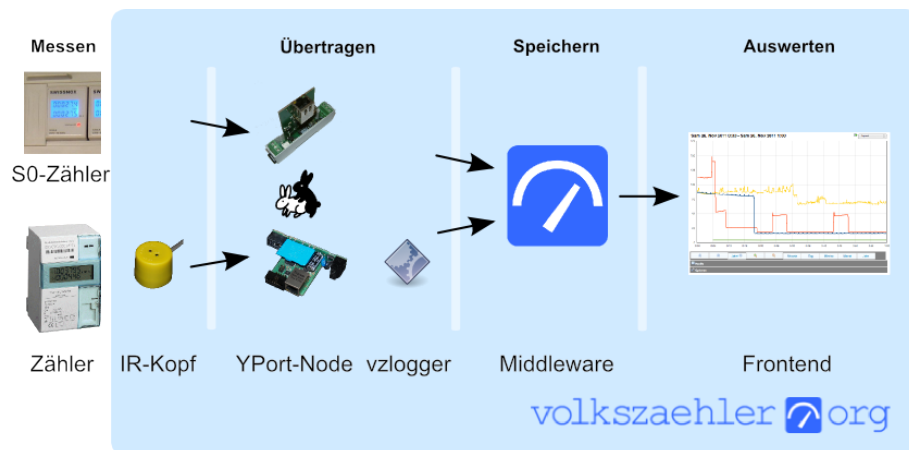 Messen
Übertragen
Speichern
Auswerten
S0-Zähler
Zähler
IR-Kopf
YPort-Node
vzlogger
Middleware
Frontend
volkszaehler org